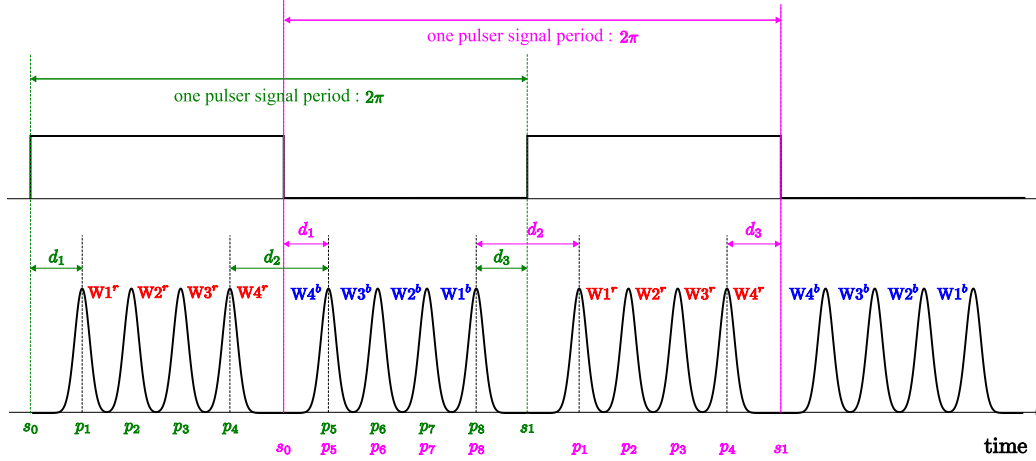 one pulser signal period : 2π
one pulser signal period : 2π
d₁ d₂ d₃
d₁ d₂ d₃
W1ʳ W2ʳ W3ʳ W4ʳ W4ᵇ W3ᵇ W2ᵇ W1ᵇ W1ʳ W2ʳ W3ʳ W4ʳ W4ᵇ W3ᵇ W2ᵇ W1ᵇ
s₀ p₁ p₂ p₃ p₄ p₅ p₆ p₇ p₈ s₁
s₀ p₅ p₆ p₇ p₈ p₁ p₂ p₃ p₄ s₁
time